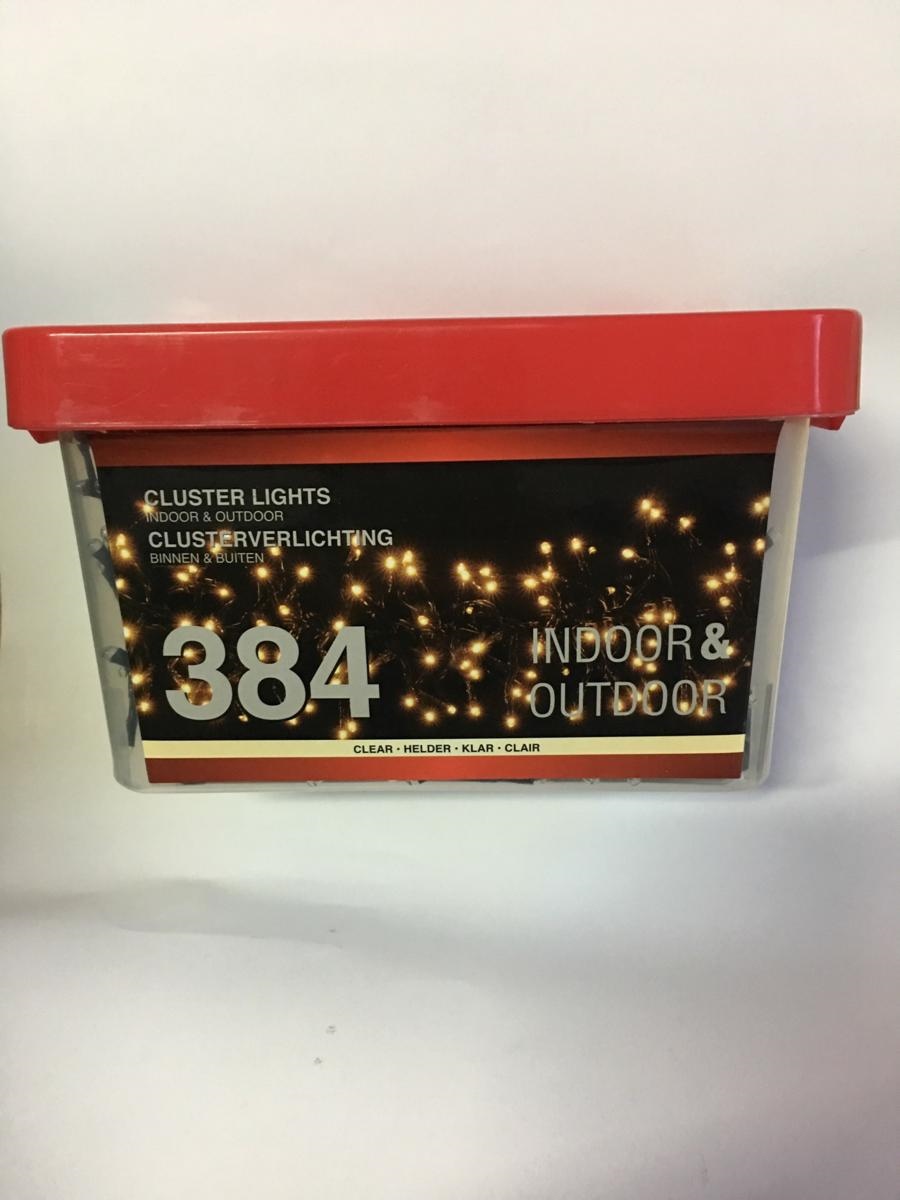 CLUSTER LIGHTS
INDOOR & OUTDOOR
CLUSTERVERLICHTING
BINNEN & BUITEN
384
INDOOR &
OUTDOOR
CLEAR · HELDER · KLAR · CLAIR